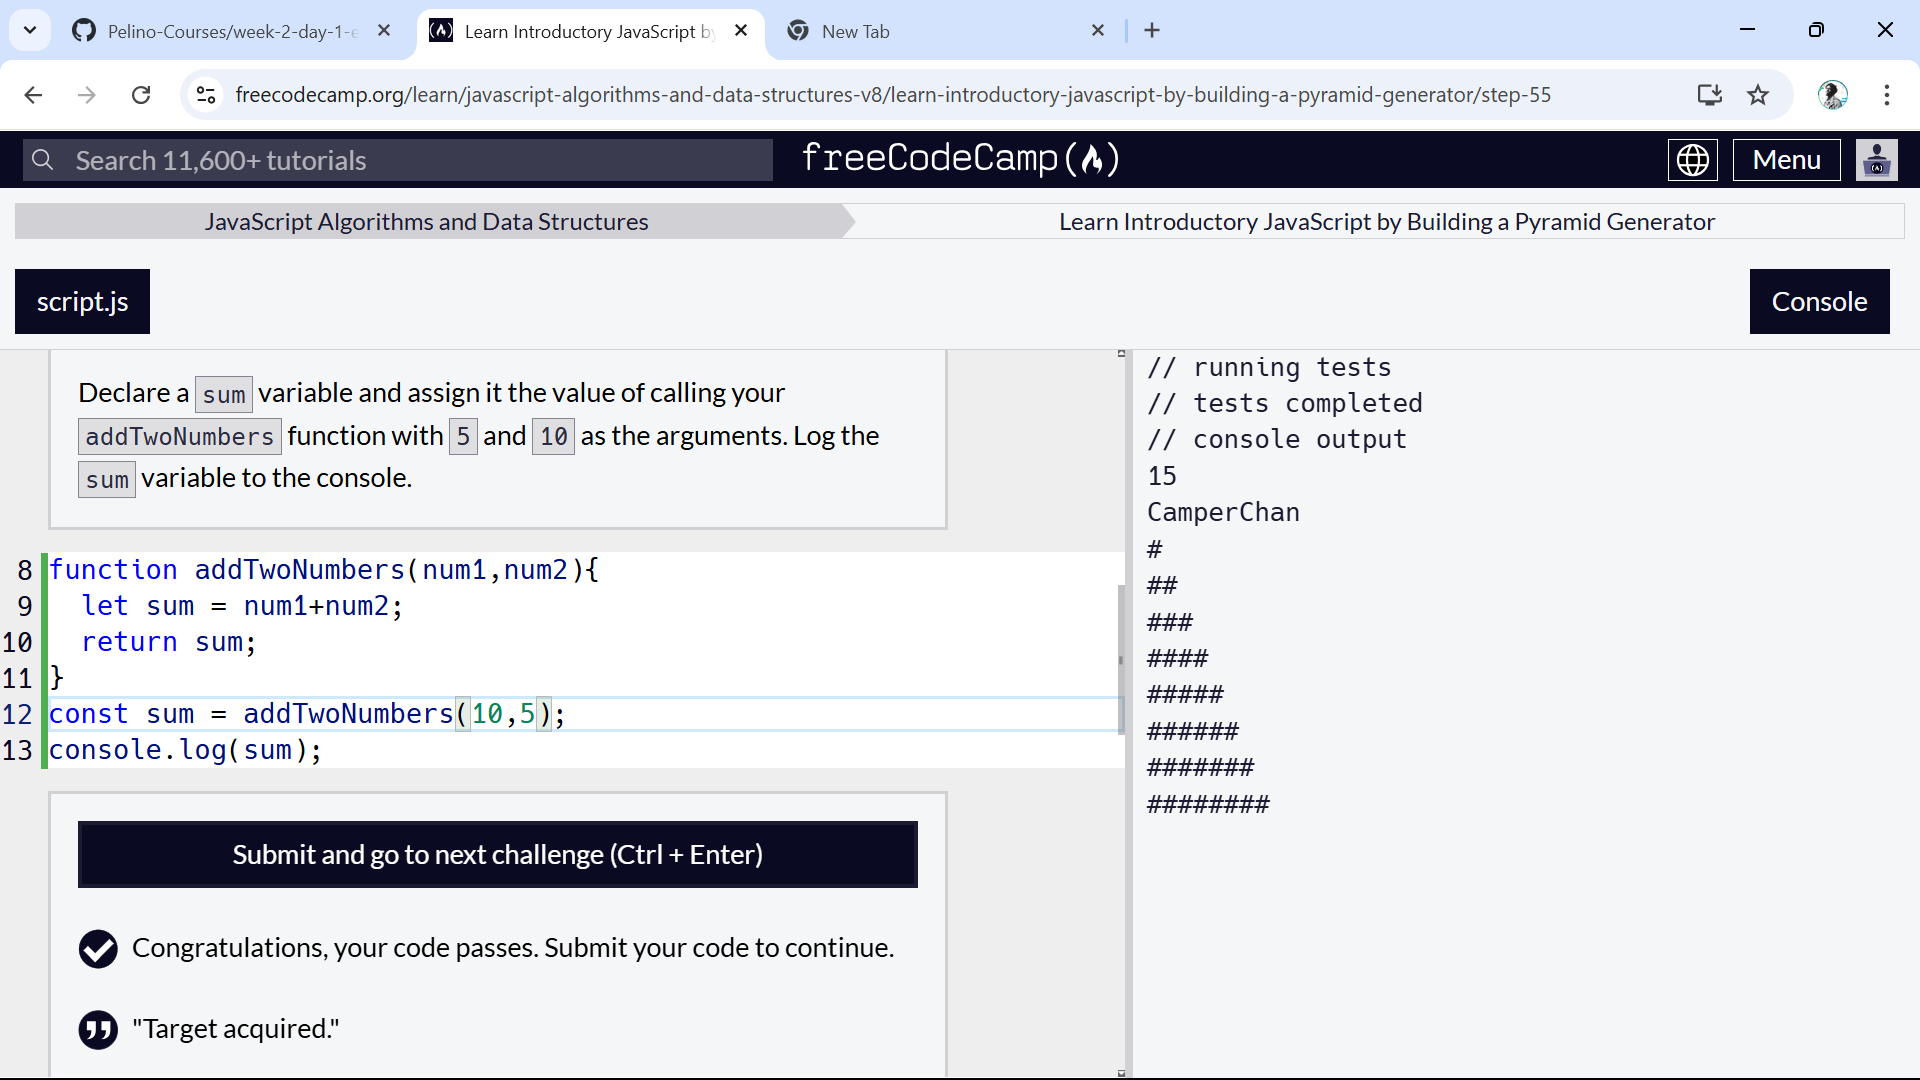 Pelino-Courses/week-2-day-1-e
Learn Introductory JavaScript by
New Tab
freecodecamp.org/learn/javascript-algorithms-and-data-structures-v8/learn-introductory-javascript-by-building-a-pyramid-generator/step-55
Search 11,600+ tutorials
freeCodeCamp(🔥)
Menu
JavaScript Algorithms and Data Structures
Learn Introductory JavaScript by Building a Pyramid Generator
script.js
Console
Declare a sum variable and assign it the value of calling your
addTwoNumbers function with 5 and 10 as the arguments. Log the
sum variable to the console.
8 function addTwoNumbers(num1,num2){
9 let sum = num1+num2;
10 return sum;
11 }
12 const sum = addTwoNumbers(10,5);
13 console.log(sum);
Submit and go to next challenge (Ctrl + Enter)
Congratulations, your code passes. Submit your code to continue.
"Target acquired."
// running tests
// tests completed
// console output
15
CamperChan
#
##
###
####
#####
######
#######
########